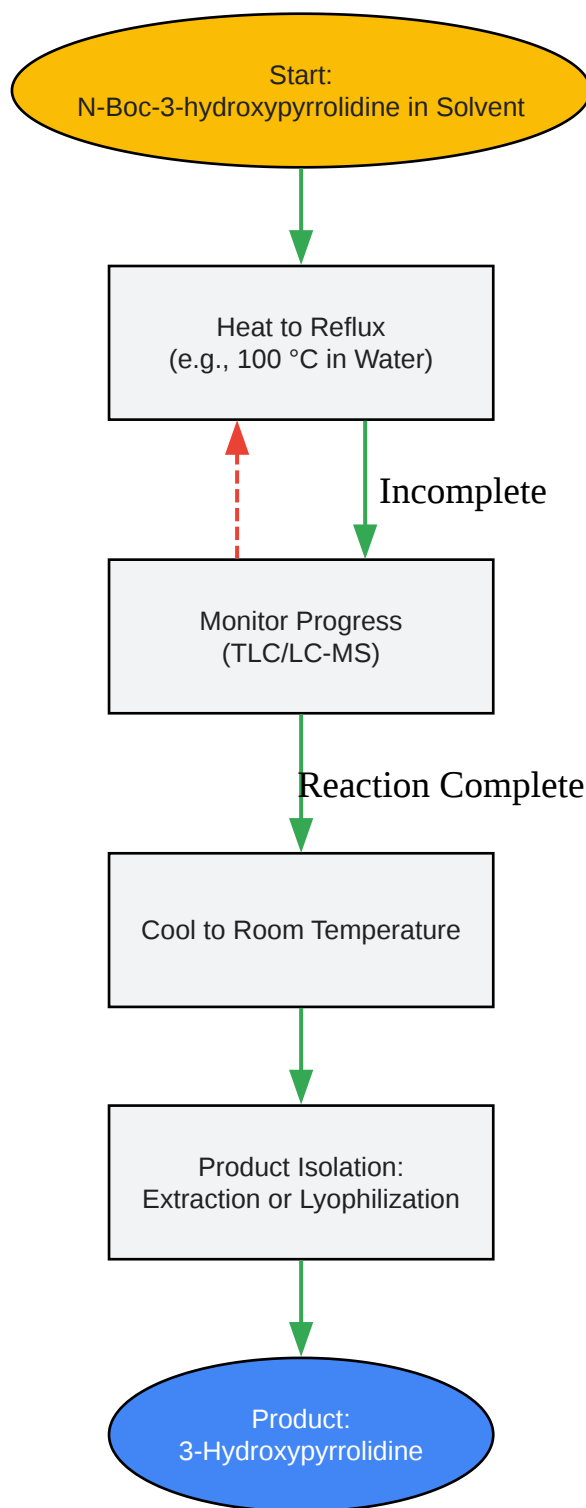 Start:
N-Boc-3-hydroxypyrrolidine in Solvent
Heat to Reflux
(e.g., 100 °C in Water)
Incomplete
Monitor Progress
(TLC/LC-MS)
Reaction Complete
Cool to Room Temperature
Product Isolation:
Extraction or Lyophilization
Product:
3-Hydroxypyrrolidine